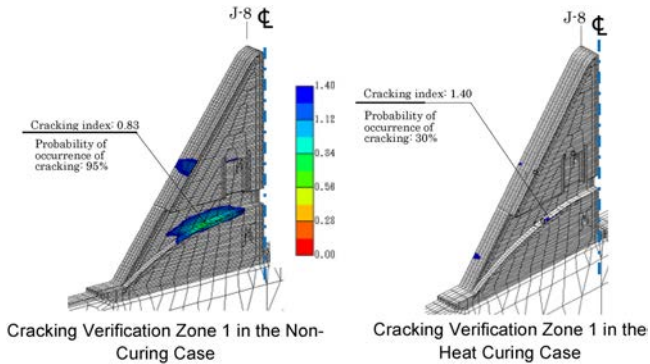 J-8 ℄
Cracking index: 0.83
Probability of
occurrence of
cracking: 95%
1.40
1.12
0.84
0.56
0.28
0.00
Cracking Verification Zone 1 in the Non-
Curing Case
J-8 ℄
Cracking index: 1.40
Probability of
occurrence of
cracking: 30%
Cracking Verification Zone 1 in the
Heat Curing Case